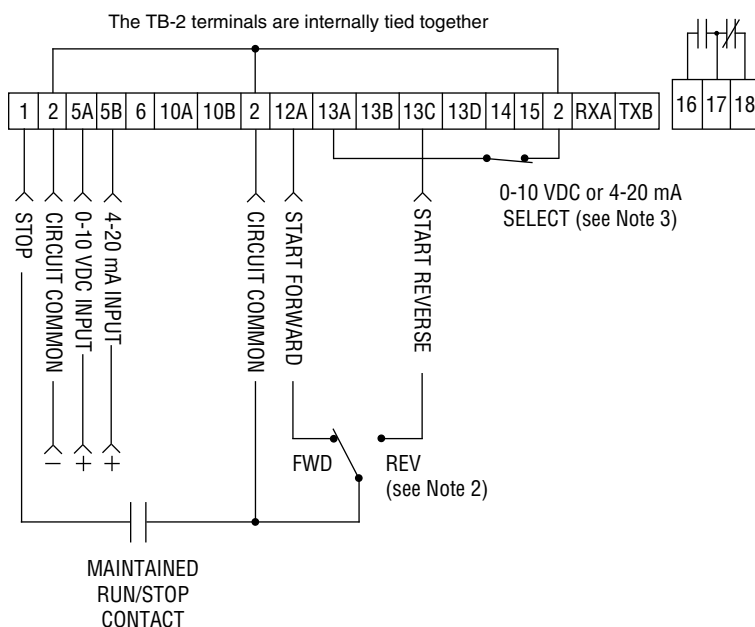 The TB-2 terminals are internally tied together
1 2 5A 5B 6 10A 10B 2 12A 13A 13B 13C 13D 14 15 2 RXA TXB
16 17 18
0-10 VDC or 4-20 mA
SELECT (see Note 3)
STOP
CIRCUIT COMMON
0-10 VDC INPUT
4-20 mA INPUT
CIRCUIT COMMON
START FORWARD
START REVERSE
− + +
FWD
REV
(see Note 2)
MAINTAINED
RUN/STOP
CONTACT